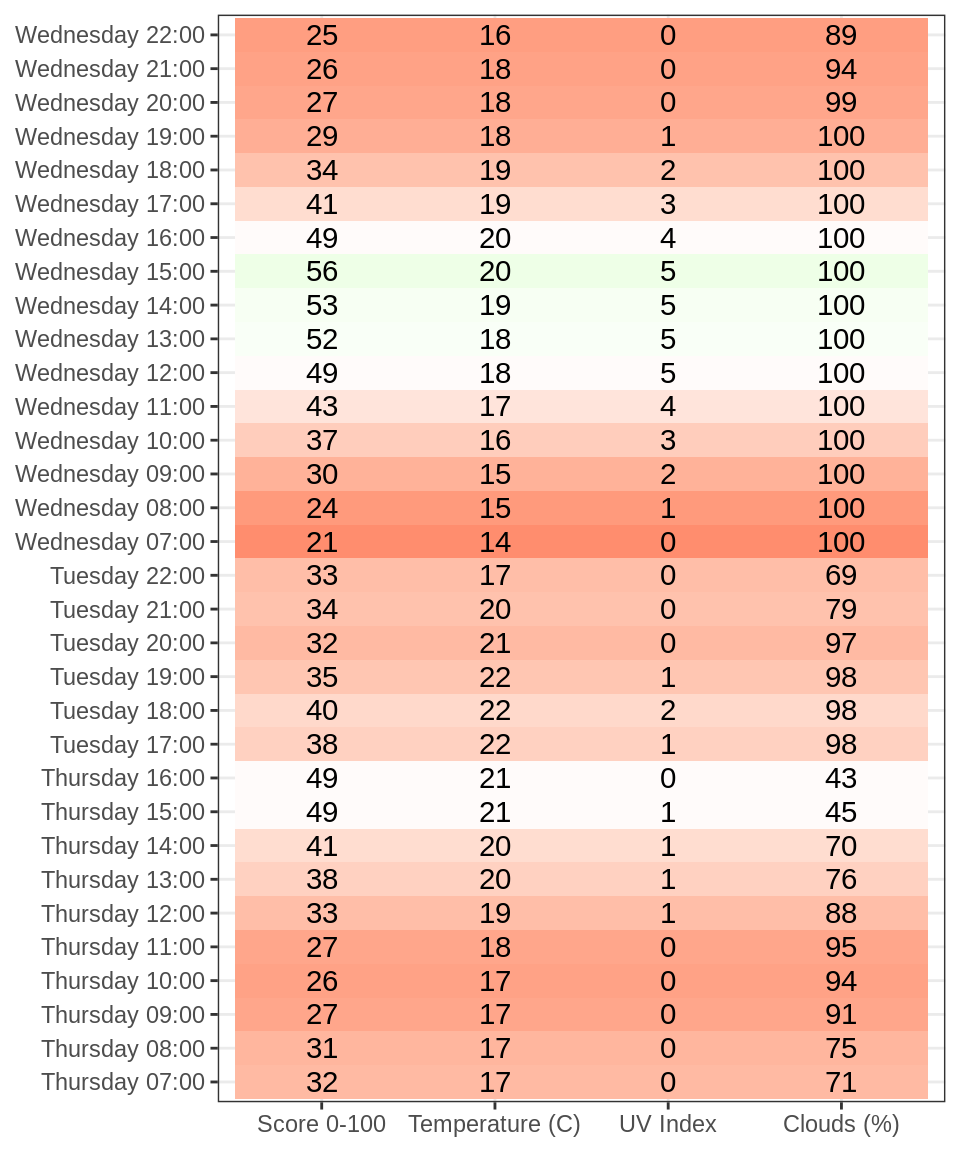 Wednesday 22:00 25 16 0 89
Wednesday 21:00 26 18 0 94
Wednesday 20:00 27 18 0 99
Wednesday 19:00 29 18 1 100
Wednesday 18:00 34 19 2 100
Wednesday 17:00 41 19 3 100
Wednesday 16:00 49 20 4 100
Wednesday 15:00 56 20 5 100
Wednesday 14:00 53 19 5 100
Wednesday 13:00 52 18 5 100
Wednesday 12:00 49 18 5 100
Wednesday 11:00 43 17 4 100
Wednesday 10:00 37 16 3 100
Wednesday 09:00 30 15 2 100
Wednesday 08:00 24 15 1 100
Wednesday 07:00 21 14 0 100
Tuesday 22:00 33 17 0 69
Tuesday 21:00 34 20 0 79
Tuesday 20:00 32 21 0 97
Tuesday 19:00 35 22 1 98
Tuesday 18:00 40 22 2 98
Tuesday 17:00 38 22 1 98
Thursday 16:00 49 21 0 43
Thursday 15:00 49 21 1 45
Thursday 14:00 41 20 1 70
Thursday 13:00 38 20 1 76
Thursday 12:00 33 19 1 88
Thursday 11:00 27 18 0 95
Thursday 10:00 26 17 0 94
Thursday 09:00 27 17 0 91
Thursday 08:00 31 17 0 75
Thursday 07:00 32 17 0 71
Score 0-100 Temperature (C) UV Index Clouds (%)